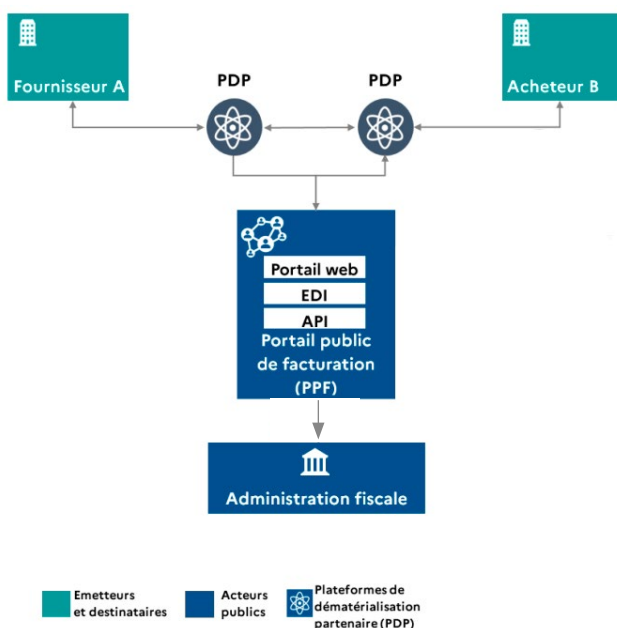 Fournisseur A
PDP
PDP
Acheteur B
Portail web
EDI
API
Portail public
de facturation
(PPF)
Administration fiscale
Emetteurs
et destinataires
Acteurs
publics
Plateformes de
dématérialisation
partenaire (PDP)